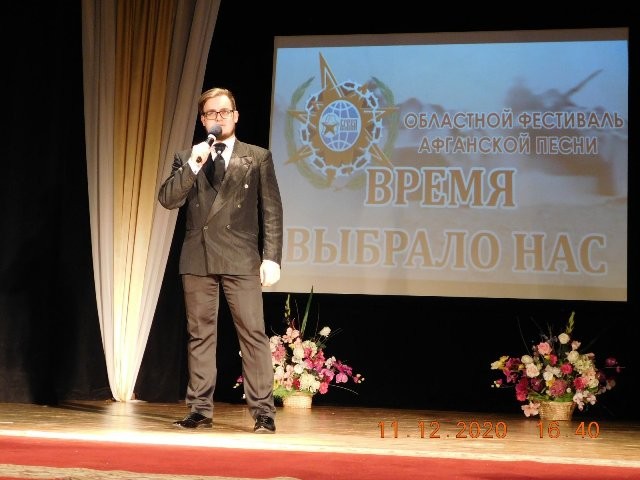 ОБЛАСТНОЙ ФЕСТИВАЛЬ
АФГАНСКОЙ ПЕСНИ
ВРЕМЯ
ВЫБРАЛО НАС
11.12.2020 16:40